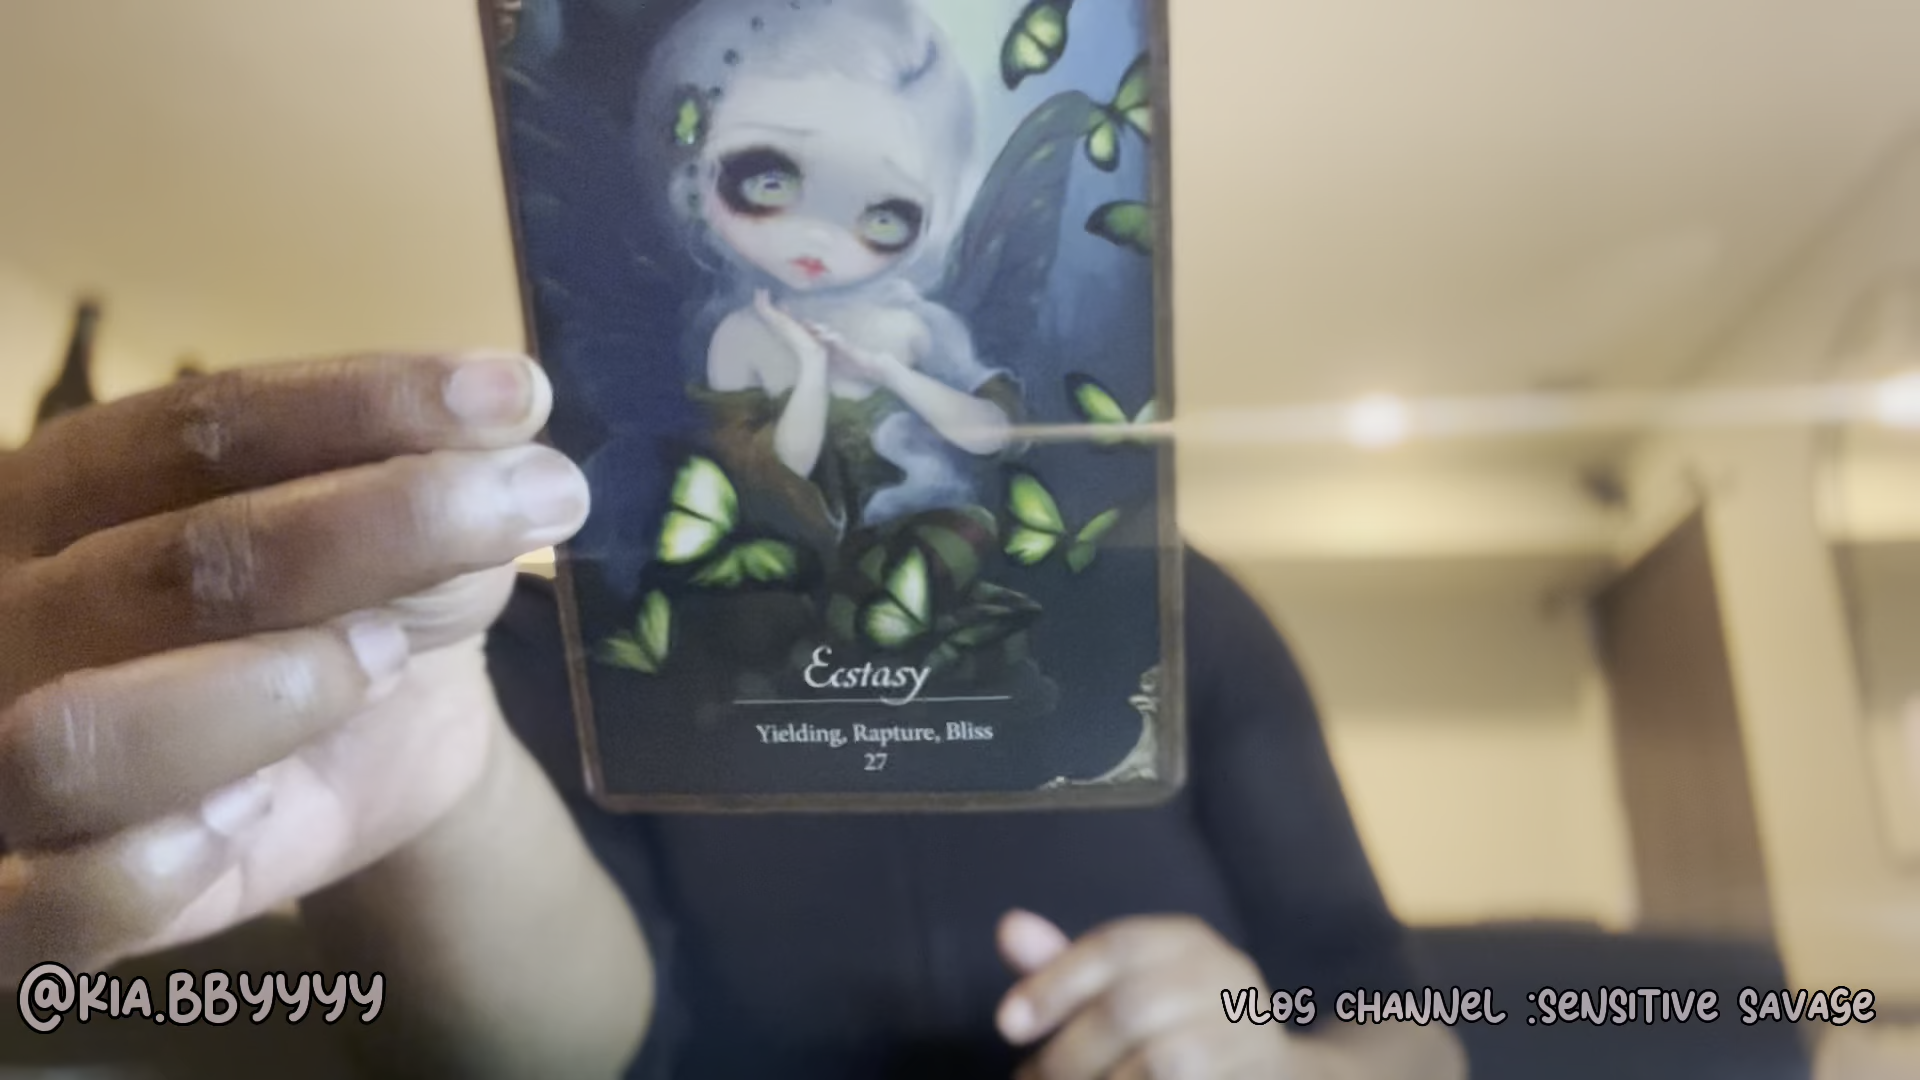 Ecstasy
Yielding, Rapture, Bliss
27
@KIA.BBYYYY
VLOG CHANNEL :SENSITIVE SAVAGE